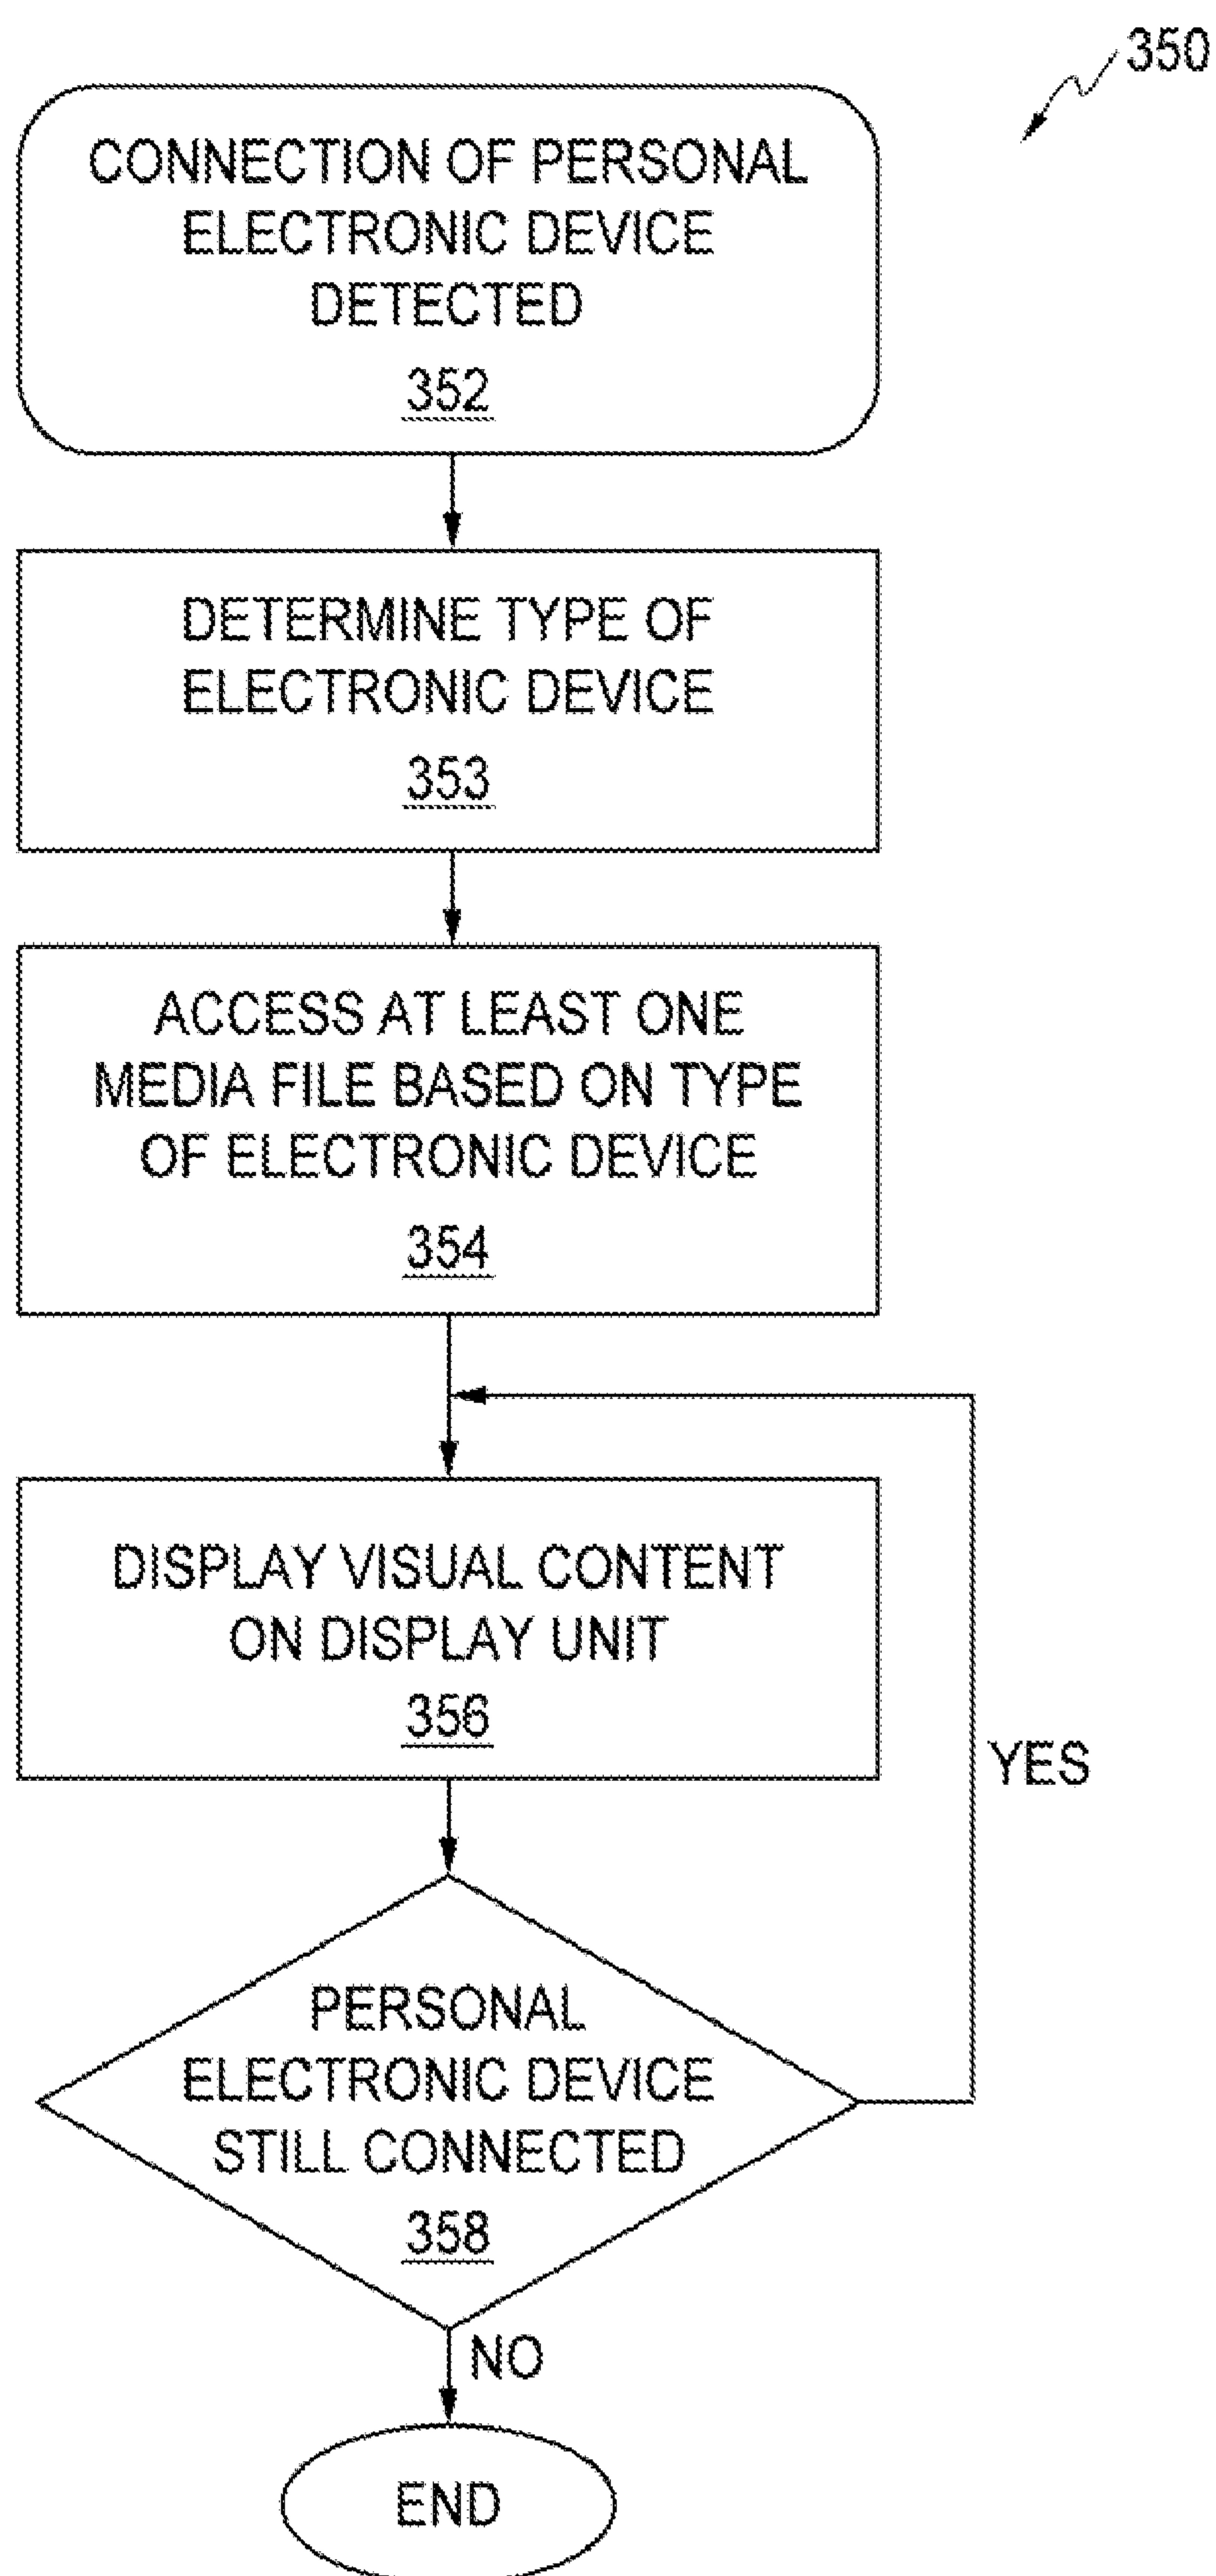 350
CONNECTION OF PERSONAL
ELECTRONIC DEVICE
DETECTED
352
DETERMINE TYPE OF
ELECTRONIC DEVICE
353
ACCESS AT LEAST ONE
MEDIA FILE BASED ON TYPE
OF ELECTRONIC DEVICE
354
DISPLAY VISUAL CONTENT
ON DISPLAY UNIT
356
YES
PERSONAL
ELECTRONIC DEVICE
STILL CONNECTED
358
NO
END